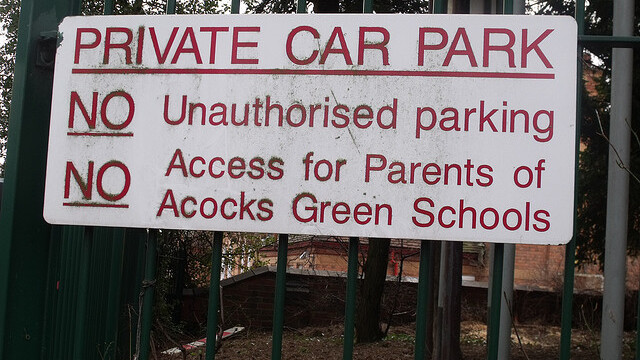 PRIVATE CAR PARK
NO Unauthorised parking
NO Access for Parents of
Acocks Green Schools